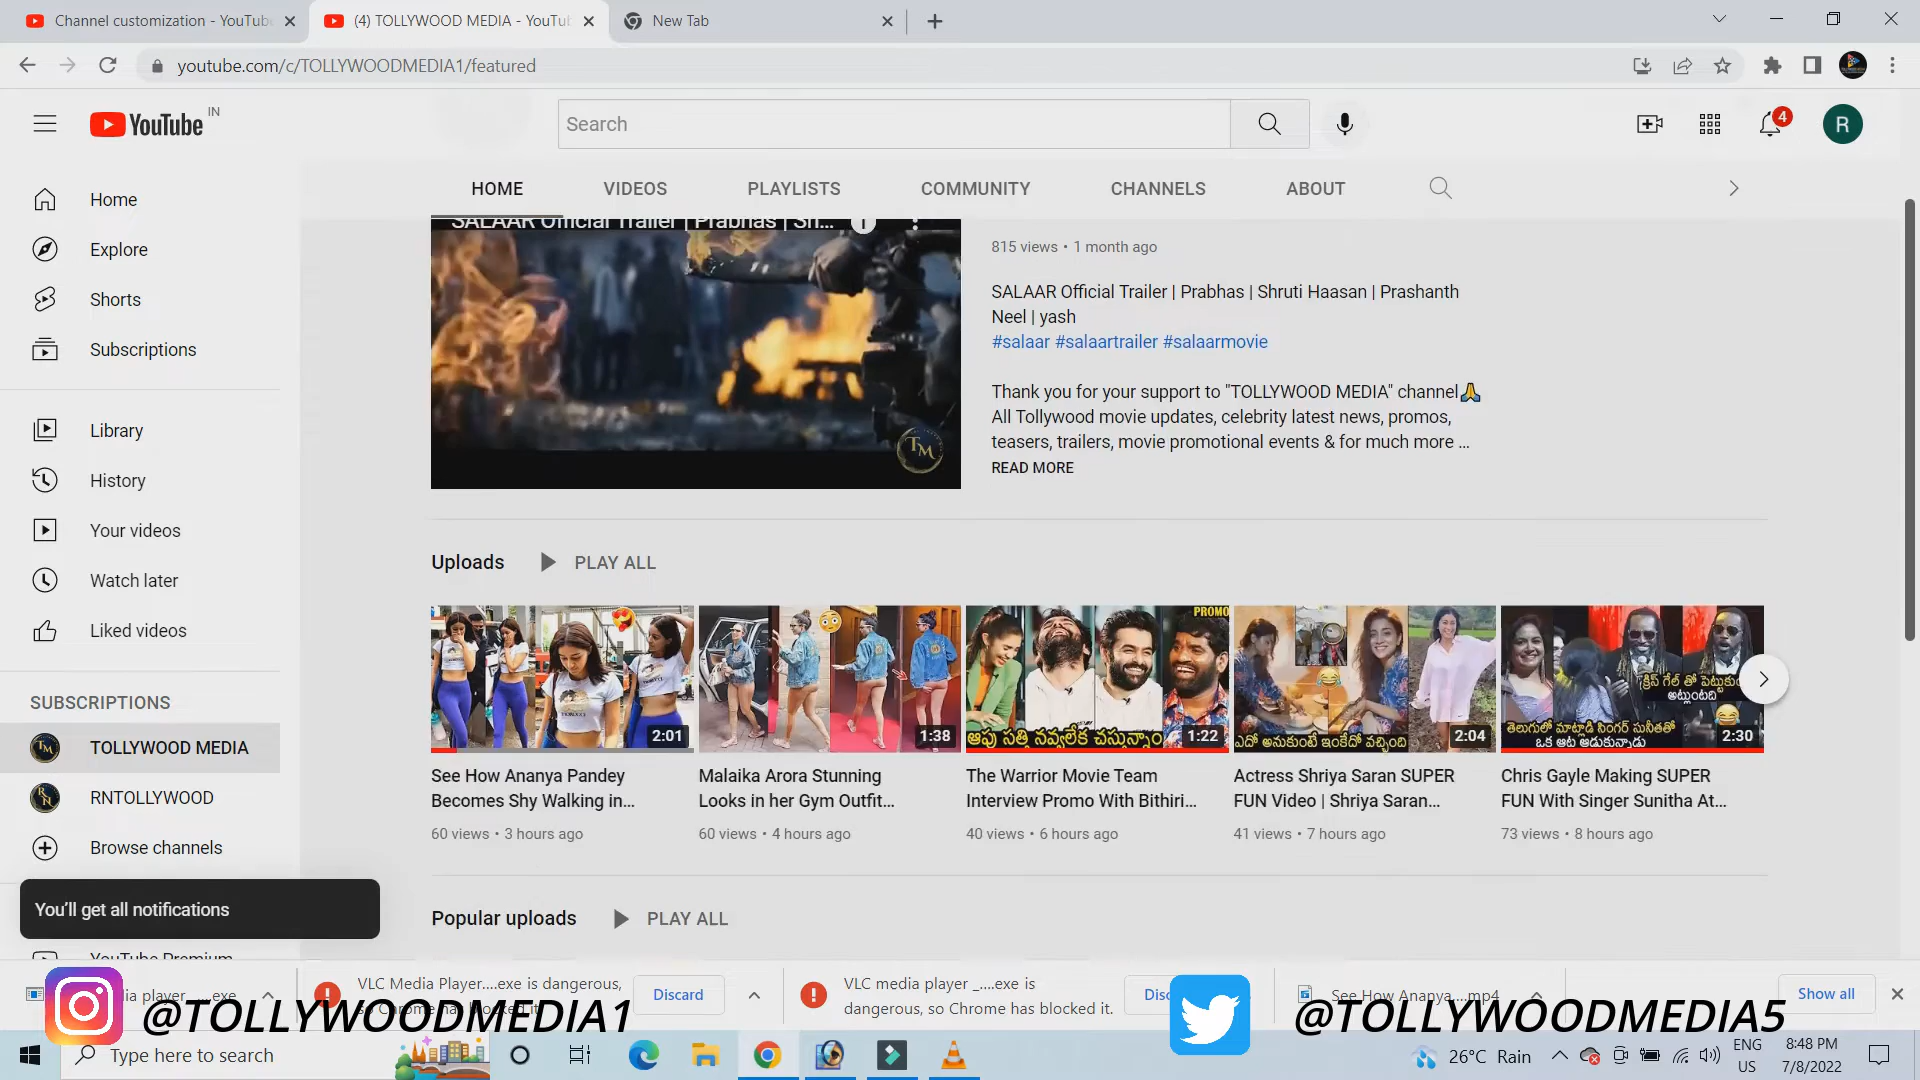 Channel customization - YouTube
(4) TOLLYWOOD MEDIA - YouTu
New Tab
youtube.com/c/TOLLYWOODMEDIA1/featured
YouTube IN
Search
4
R
HOME VIDEOS PLAYLISTS COMMUNITY CHANNELS ABOUT
Home
Explore
Shorts
Subscriptions
Library
History
Your videos
Watch later
Liked videos
SUBSCRIPTIONS
TOLLYWOOD MEDIA
RNTOLLYWOOD
Browse channels
YouTube Premium
You'll get all notifications
SALAAR Official Trailer | Prabhas | Sh...
TM
815 views • 1 month ago
SALAAR Official Trailer | Prabhas | Shruti Haasan | Prashanth
Neel | yash
#salaar #salaartrailer #salaarmovie
Thank you for your support to "TOLLYWOOD MEDIA" channel🙏
All Tollywood movie updates, celebrity latest news, promos,
teasers, trailers, movie promotional events & for much more ...
READ MORE
Uploads PLAY ALL
2:01
See How Ananya Pandey
Becomes Shy Walking in...
60 views • 3 hours ago
1:38
Malaika Arora Stunning
Looks in her Gym Outfit...
60 views • 4 hours ago
PROMO
ఆపు సత్తి నవ్వలేక చస్తున్నాం
1:22
The Warrior Movie Team
Interview Promo With Bithiri...
40 views • 6 hours ago
ఏదో అనుకుంటే ఇంకేదో వచ్చింది
2:04
Actress Shriya Saran SUPER
FUN Video | Shriya Saran...
41 views • 7 hours ago
క్రిస్ గేల్ తో పెట్టుకుం
అట్లుంటది
తెలుగులో మాట్లాడి సింగర్ సునీతతో
ఒక ఆట ఆడుకున్నాడు
2:30
Chris Gayle Making SUPER
FUN With Singer Sunitha At...
73 views • 8 hours ago
Popular uploads PLAY ALL
ia player_....exe
VLC Media Player....exe is dangerous,
so Chrome has blocked it.
Discard
VLC media player _....exe is
dangerous, so Chrome has blocked it.
Disc
See How Ananya....mp4
Show all
@TOLLYWOODMEDIA1
@TOLLYWOODMEDIA5
Type here to search
26°C Rain
ENG
US
8:48 PM
7/8/2022